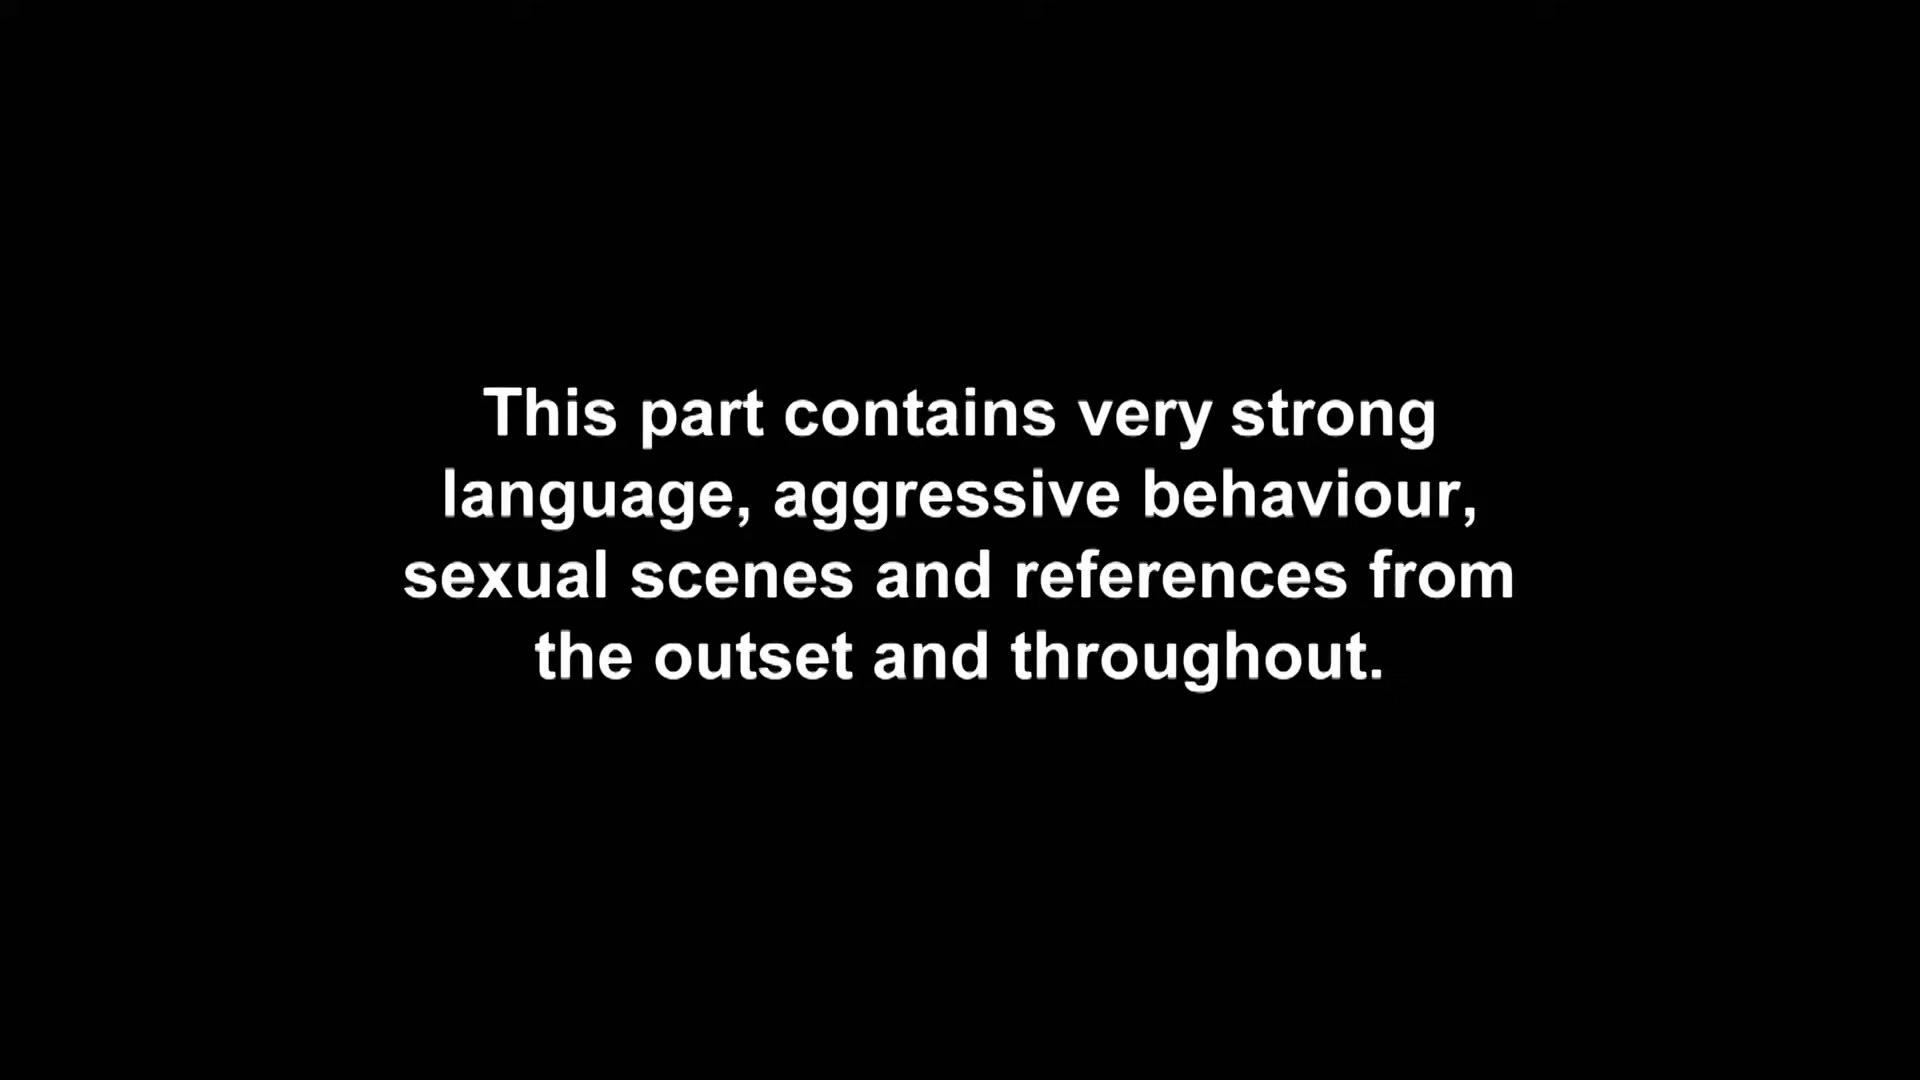 This part contains very strong
language, aggressive behaviour,
sexual scenes and references from
the outset and throughout.